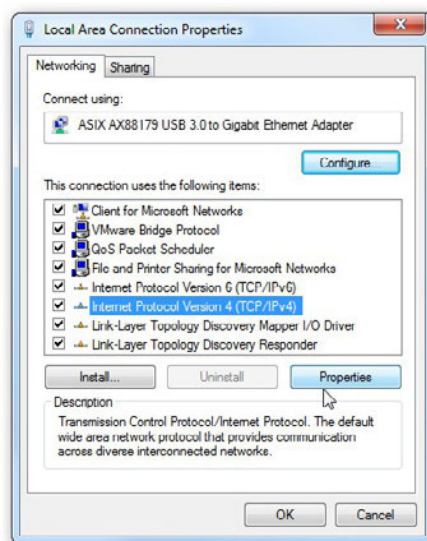 Local Area Connection Properties
Networking
Sharing
Connect using:
ASIX AX88179 USB 3.0 to Gigabit Ethernet Adapter
Configure...
This connection uses the following items:
Client for Microsoft Networks
VMware Bridge Protocol
QoS Packet Scheduler
File and Printer Sharing for Microsoft Networks
Internet Protocol Version 6 (TCP/IPv6)
Internet Protocol Version 4 (TCP/IPv4)
Link-Layer Topology Discovery Mapper I/O Driver
Link-Layer Topology Discovery Responder
Install...
Uninstall
Properties
Description
Transmission Control Protocol/Internet Protocol. The default
wide area network protocol that provides communication
across diverse interconnected networks.
OK
Cancel